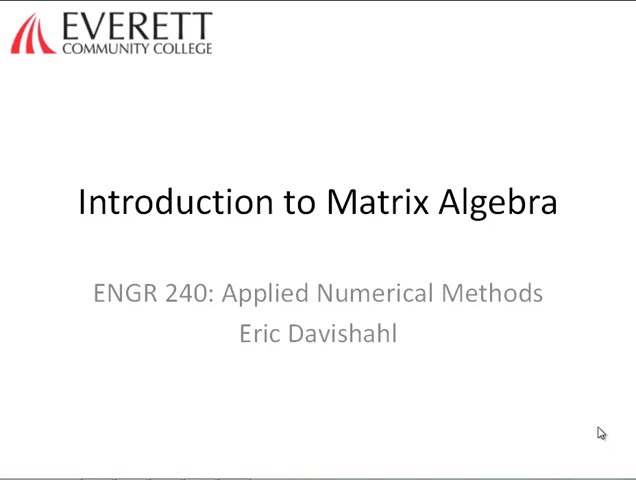 EVERETT
COMMUNITY COLLEGE
Introduction to Matrix Algebra
ENGR 240: Applied Numerical Methods
Eric Davishahl